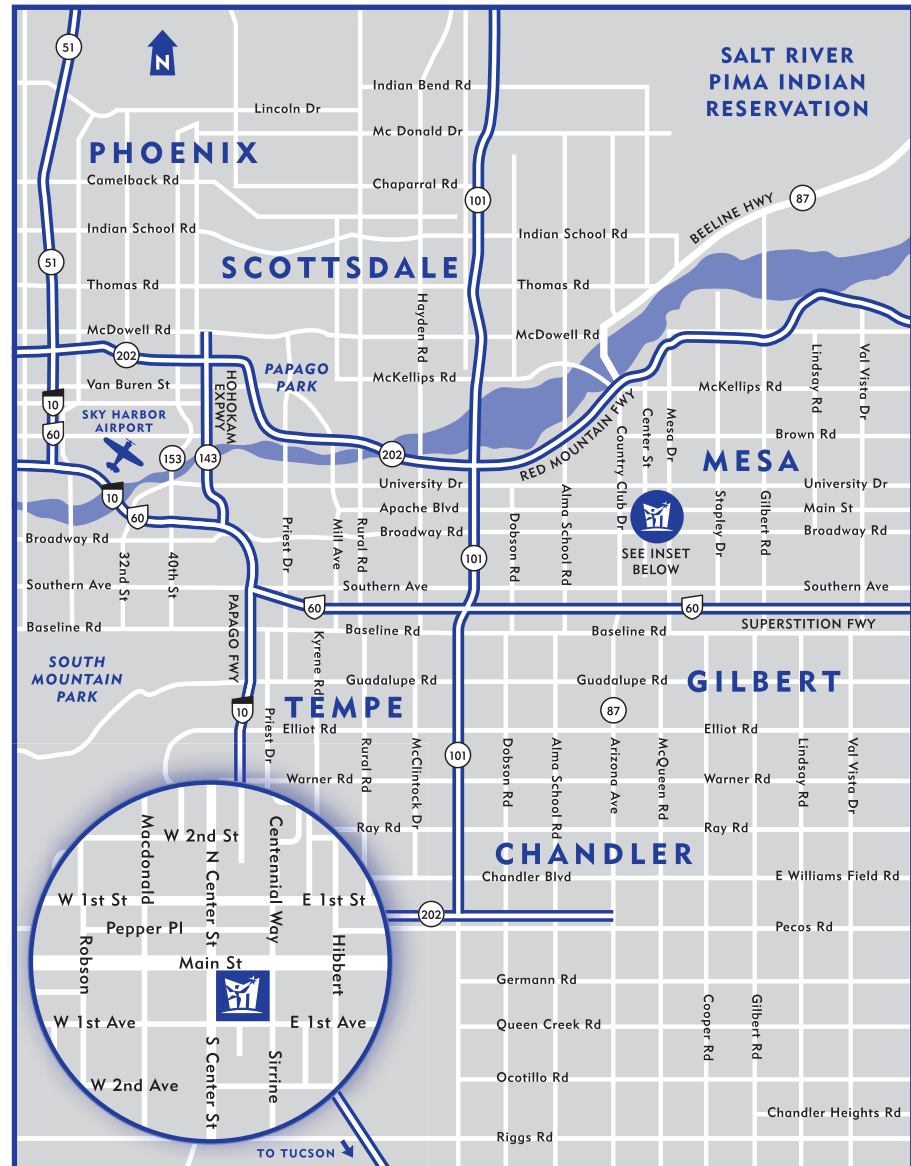 51
N
SALT RIVER
PIMA INDIAN
RESERVATION
Indian Bend Rd
Lincoln Dr
Mc Donald Dr
PHOENIX
Camelback Rd
Chaparral Rd
101
87
BEELINE HWY
Indian School Rd
Indian School Rd
51
SCOTTSDALE
Thomas Rd
Thomas Rd
Hayden Rd
McDowell Rd
McDowell Rd
202
PAPAGO
PARK
HOHOKAM
EXPWY
McKellips Rd
McKellips Rd
Lindsay Rd
Val Vista Dr
Van Buren St
10
60
SKY HARBOR
AIRPORT
RED MOUNTAIN FWY
Country Club Dr
Center St
Mesa Dr
Brown Rd
153
143
202
MESA
University Dr
University Dr
10
60
Apache Blvd
Main St
Broadway Rd
Broadway Rd
Broadway Rd
Priest Dr
Mill Ave
Rural Rd
Dobson Rd
Alma School Rd
Stapley Dr
Gilbert Rd
SEE INSET
BELOW
32nd St
40th St
101
Southern Ave
Southern Ave
Southern Ave
60
60
SUPERSTITION FWY
Baseline Rd
Baseline Rd
Baseline Rd
PAPAGO FWY
Kyrene Rd
SOUTH
MOUNTAIN
PARK
Guadalupe Rd
Guadalupe Rd
GILBERT
10
TEMPE
87
Priest Dr
Elliot Rd
Elliot Rd
101
Rural Rd
McClintock Dr
Dobson Rd
Alma School Rd
Arizona Ave
McQueen Rd
Lindsay Rd
Val Vista Dr
Warner Rd
Warner Rd
Ray Rd
Ray Rd
CHANDLER
Chandler Blvd
E Williams Field Rd
202
Pecos Rd
Macdonald
W 2nd St
N Center St
Centennial Way
W 1st St
E 1st St
Pepper Pl
Robson
Main St
Hibbert
W 1st Ave
E 1st Ave
S Center St
Sirrine
W 2nd Ave
Germann Rd
Queen Creek Rd
Cooper Rd
Gilbert Rd
Ocotillo Rd
Chandler Heights Rd
Riggs Rd
TO TUCSON